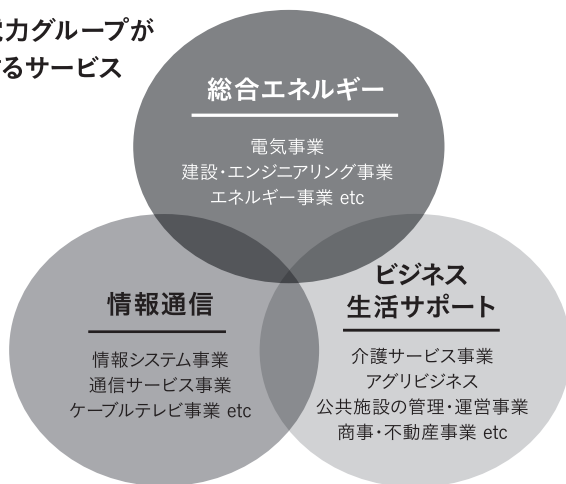 力グループが
るサービス
総合エネルギー
電気事業
建設・エンジニアリング事業
エネルギー事業 etc
情報通信
情報システム事業
通信サービス事業
ケーブルテレビ事業 etc
ビジネス
生活サポート
介護サービス事業
アグリビジネス
公共施設の管理・運営事業
商事・不動産事業 etc